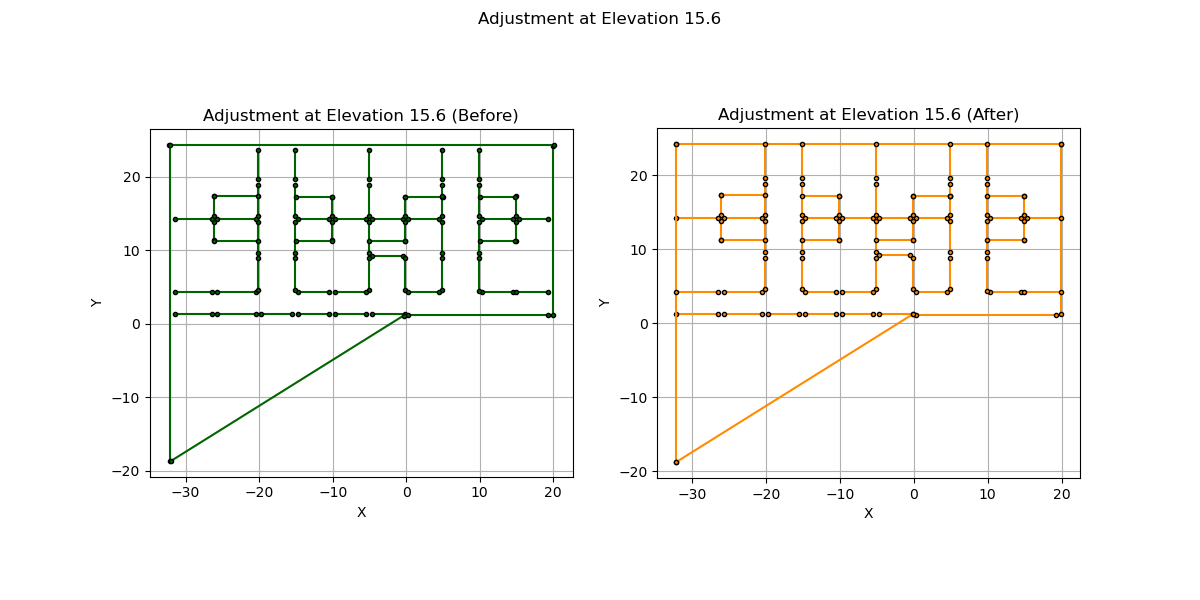 Adjustment at Elevation 15.6
Adjustment at Elevation 15.6 (Before)
20
10
0
−10
−20
Y
−30 −20 −10 0 10 20
X
Adjustment at Elevation 15.6 (After)
20
10
0
−10
−20
Y
−30 −20 −10 0 10 20
X